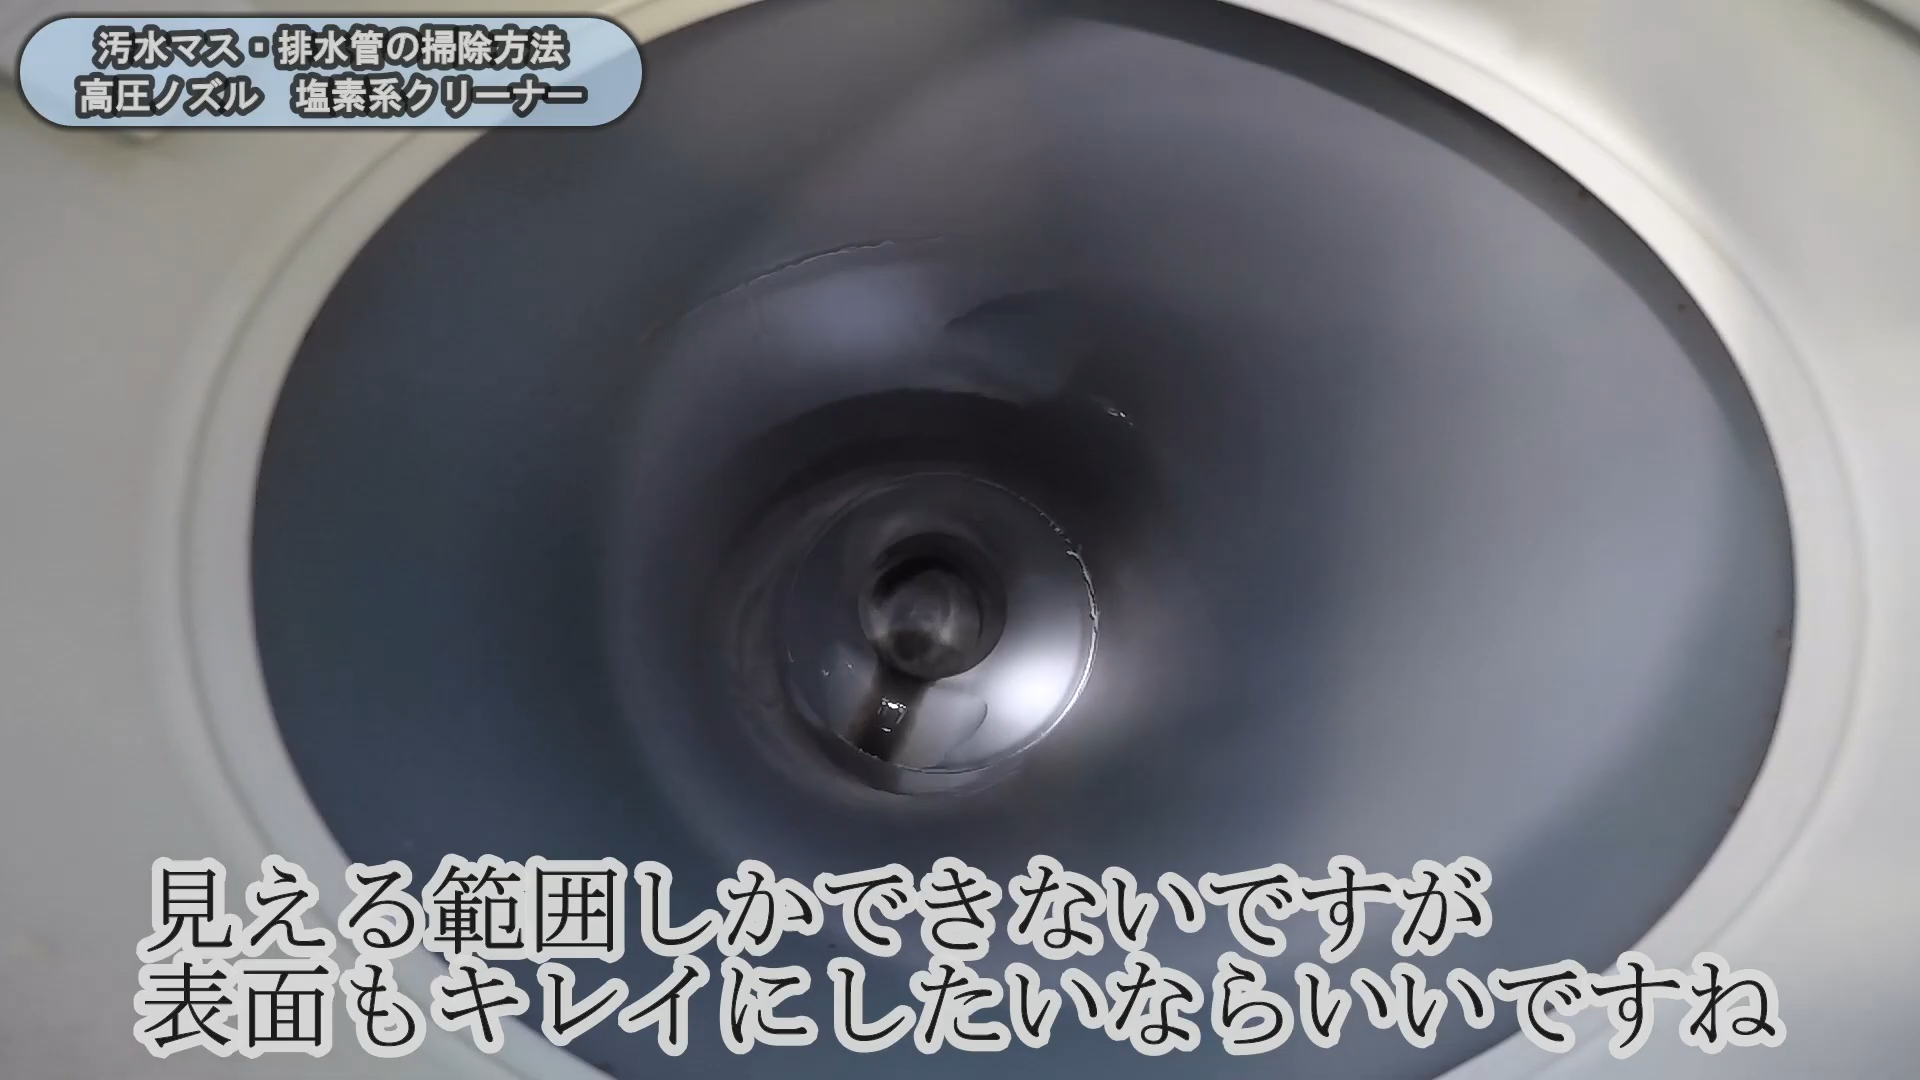 汚水マス・排水管の掃除方法
高圧ノズル　塩素系クリーナー
見える範囲しかできないですが
表面もキレイにしたいならいいですね